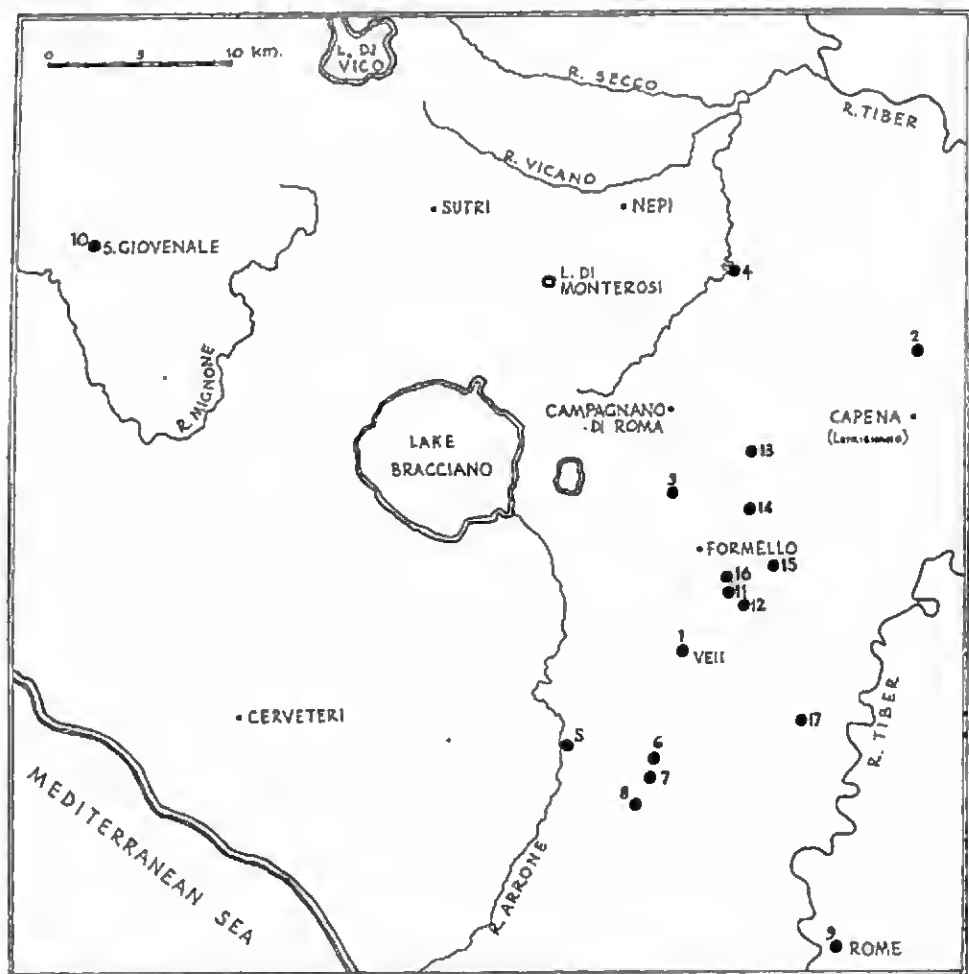 0 5 10 km.
L. DI
VICO
R. SECCO
R. TIBER
R. VICANO
SUTRI
NEPI
10 S. GIOVENALE
L. DI
MONTEROSI
4
2
R. MIGNONE
CAMPAGNANO
DI ROMA
CAPENA
LAKE
BRACCIANO
13
3
14
FORMELLO
15
16
11
12
1
VEII
R. TIBER
CERVETERI
17
5
6
7
8
MEDITERRANEAN SEA
R. ARRONE
9
ROME